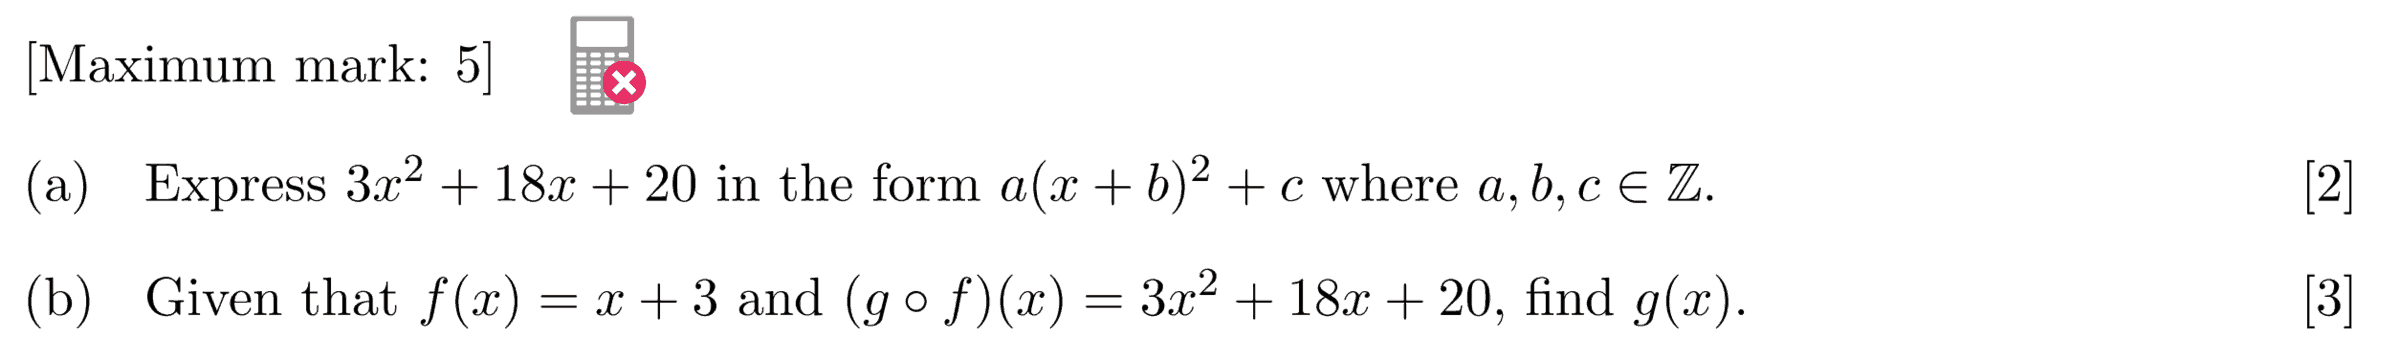 [Maximum mark: 5]
(a) Express 3x² + 18x + 20 in the form a(x + b)² + c where a, b, c ∈ ℤ. [2]
(b) Given that f(x) = x + 3 and (g ∘ f)(x) = 3x² + 18x + 20, find g(x). [3]